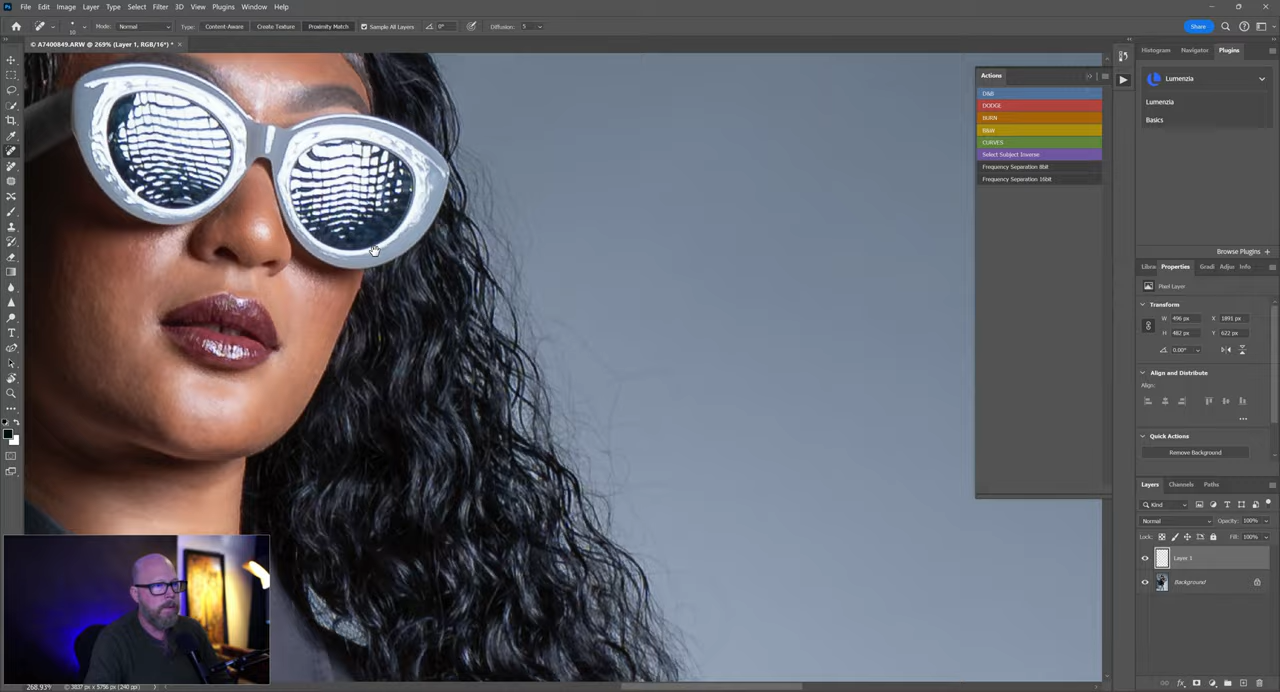 File Edit Image Layer Type Select Filter 3D View Plugins Window Help
Mode: Normal Type: Content-Aware Create Texture Proximity Match Sample All Layers 0° Diffusion: 5 Share
10
A7400849.ARW @ 269% (Layer 1, RGB/16*) * ×
Histogram Navigator Plugins
Actions
Lumenzia
D&B
DODGE
Lumenzia
BURN
Basics
B&W
CURVES
Select Subject Inverse
Frequency Separation 8bit
Frequency Separation 16bit
Browse Plugins +
Libra Properties Gradi Adjus Info
Pixel Layer
Transform
W 496 px X 1891 px
H 482 px Y 622 px
0.00°
Align and Distribute
Align:
Quick Actions
Remove Background
Layers Channels Paths
Kind
Normal Opacity: 100%
Lock: Fill: 100%
Layer 1
Background
268.93% 3837 px x 5756 px (240 ppi)